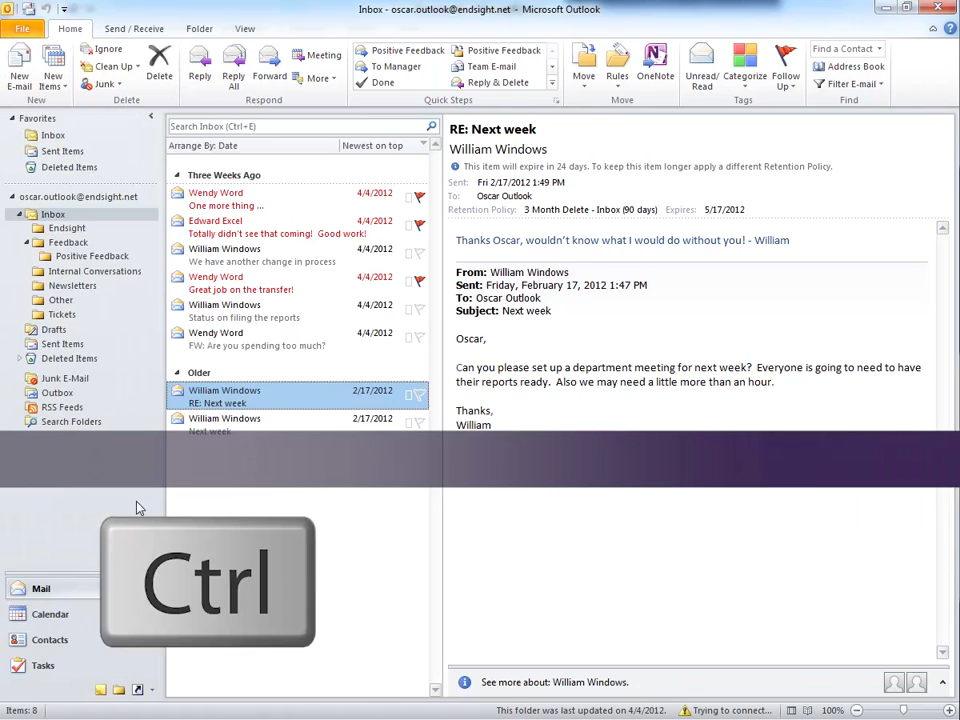 Inbox - oscar.outlook@endsight.net - Microsoft Outlook
File Home Send / Receive Folder View
New E-mail
New Items
New
Ignore
Clean Up
Junk
Delete
Delete
Reply
Reply All
Forward
Meeting
More
Respond
Positive Feedback
To Manager
Done
Positive Feedback
Team E-mail
Reply & Delete
Quick Steps
Move
Rules
OneNote
Move
Unread/ Read
Categorize
Follow Up
Tags
Find a Contact
Address Book
Filter E-mail
Find
Favorites
Inbox
Sent Items
Deleted Items
oscar.outlook@endsight.net
Inbox
Endsight
Feedback
Positive Feedback
Internal Conversations
Newsletters
Other
Tickets
Drafts
Sent Items
Deleted Items
Junk E-Mail
Outbox
RSS Feeds
Search Folders
Mail
Calendar
Contacts
Tasks
Search Inbox (Ctrl+E)
Arrange By: Date Newest on top
Three Weeks Ago
Wendy Word 4/4/2012
One more thing ...
Edward Excel 4/4/2012
Totally didn't see that coming! Good work!
William Windows 4/4/2012
We have another change in process
Wendy Word 4/4/2012
Great job on the transfer!
William Windows 4/4/2012
Status on filing the reports
Wendy Word 4/4/2012
FW: Are you spending too much?
Older
William Windows 2/17/2012
RE: Next week
William Windows 2/17/2012
Next week
RE: Next week
William Windows
This item will expire in 24 days. To keep this item longer apply a different Retention Policy.
Sent: Fri 2/17/2012 1:49 PM
To: Oscar Outlook
Retention Policy: 3 Month Delete - Inbox (90 days) Expires: 5/17/2012
Thanks Oscar, wouldn't know what I would do without you! - William
From: William Windows
Sent: Friday, February 17, 2012 1:47 PM
To: Oscar Outlook
Subject: Next week
Oscar,
Can you please set up a department meeting for next week? Everyone is going to need to have
their reports ready. Also we may need a little more than an hour.
Thanks,
William
Ctrl
See more about: William Windows.
Items: 8
This folder was last updated on 4/4/2012. Trying to connect... 100%